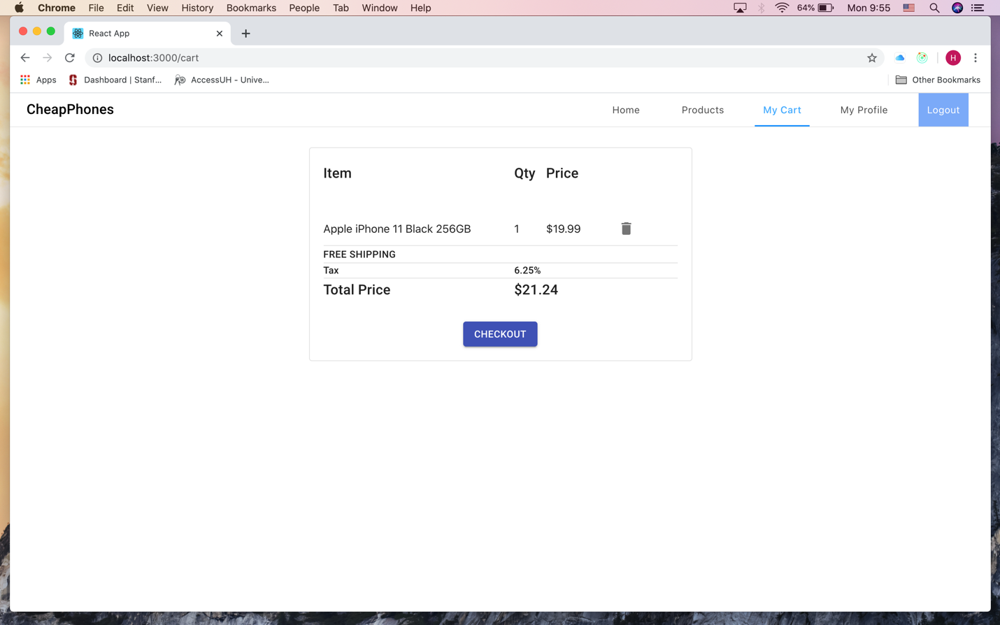 Chrome File Edit View History Bookmarks People Tab Window Help 64% Mon 9:55
React App
localhost:3000/cart H
Apps Dashboard | Stanf... AccessUH - Unive... Other Bookmarks
CheapPhones Home Products My Cart My Profile Logout
Item Qty Price
Apple iPhone 11 Black 256GB 1 $19.99
FREE SHIPPING
Tax 6.25%
Total Price $21.24
CHECKOUT